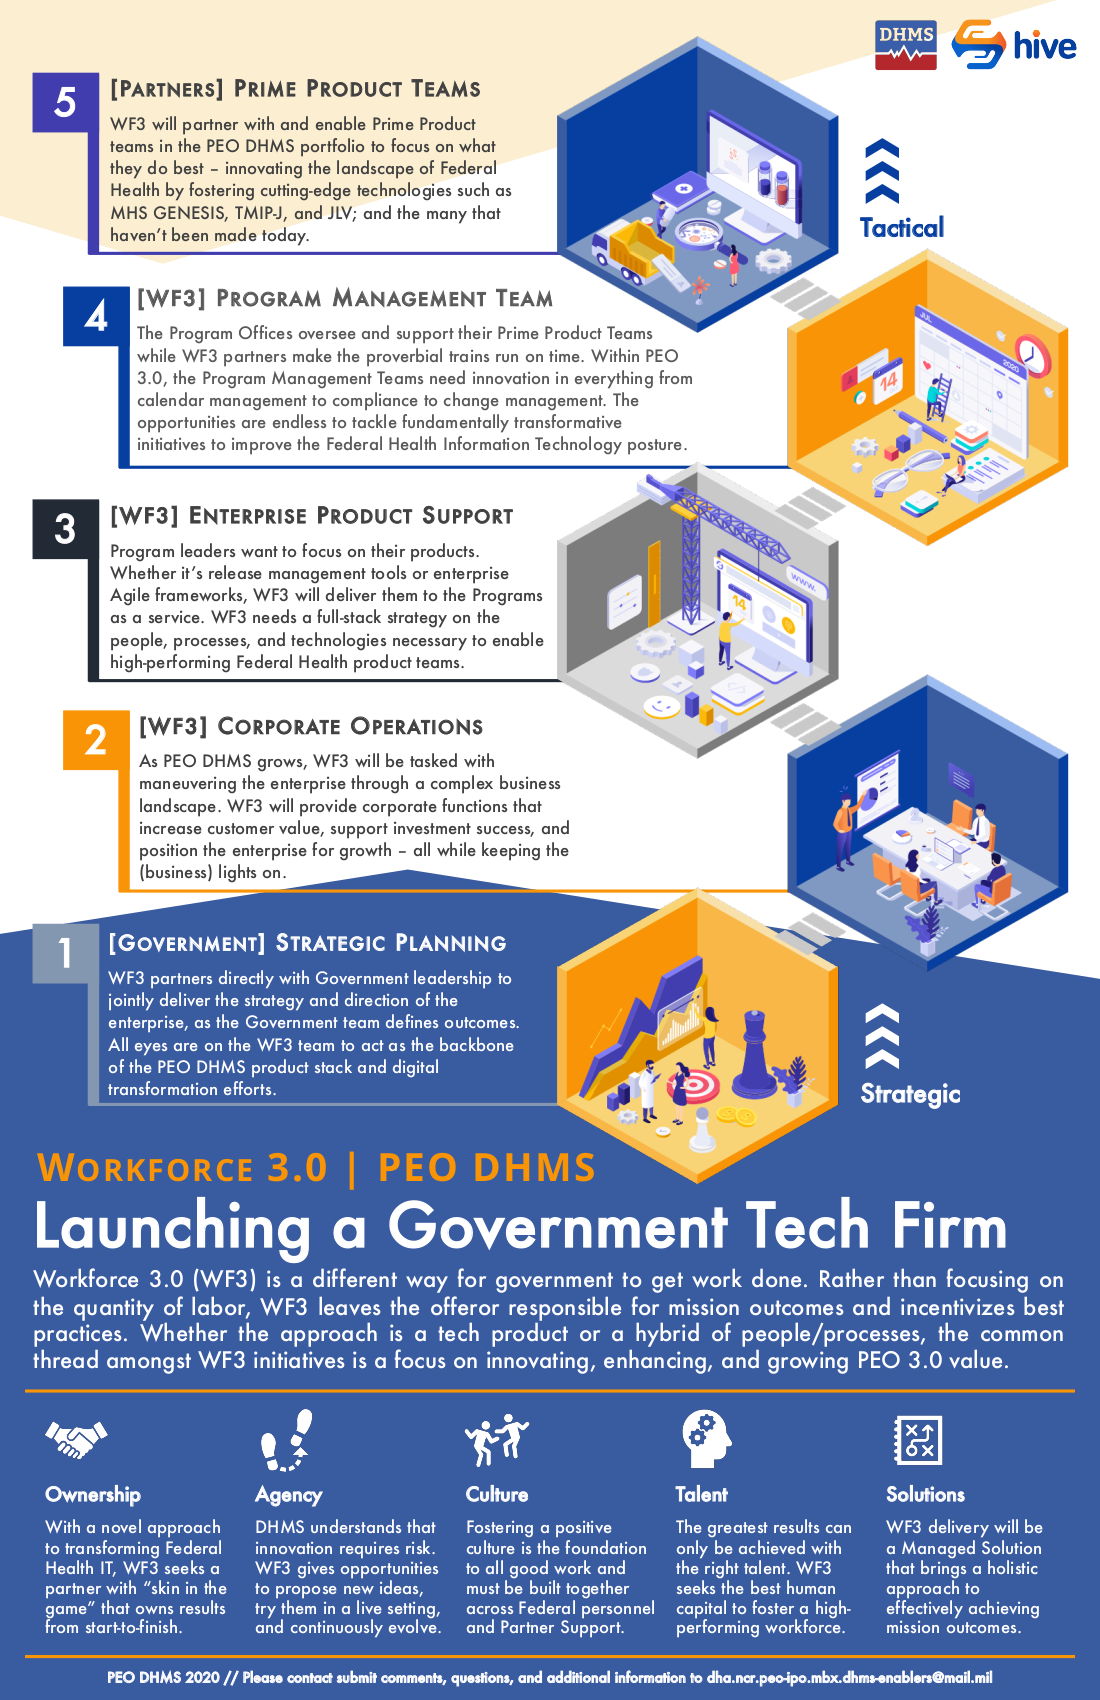 DHMS
hive
5
[Partners] Prime Product Teams
WF3 will partner with and enable Prime Product
teams in the PEO DHMS portfolio to focus on what
they do best – innovating the landscape of Federal
Health by fostering cutting-edge technologies such as
MHS GENESIS, TMIP-J, and JLV; and the many that
haven't been made today.
Tactical
4
[WF3] Program Management Team
The Program Offices oversee and support their Prime Product Teams
while WF3 partners make the proverbial trains run on time. Within PEO
3.0, the Program Management Teams need innovation in everything from
calendar management to compliance to change management. The
opportunities are endless to tackle fundamentally transformative
initiatives to improve the Federal Health Information Technology posture.
JUL
2020
14
3
[WF3] Enterprise Product Support
Program leaders want to focus on their products.
Whether it's release management tools or enterprise
Agile frameworks, WF3 will deliver them to the Programs
as a service. WF3 needs a full-stack strategy on the
people, processes, and technologies necessary to enable
high-performing Federal Health product teams.
www.
14
2
[WF3] Corporate Operations
As PEO DHMS grows, WF3 will be tasked with
maneuvering the enterprise through a complex business
landscape. WF3 will provide corporate functions that
increase customer value, support investment success, and
position the enterprise for growth – all while keeping the
(business) lights on.
1
[Government] Strategic Planning
WF3 partners directly with Government leadership to
jointly deliver the strategy and direction of the
enterprise, as the Government team defines outcomes.
All eyes are on the WF3 team to act as the backbone
of the PEO DHMS product stack and digital
transformation efforts.
Strategic
Workforce 3.0 | PEO DHMS
Launching a Government Tech Firm
Workforce 3.0 (WF3) is a different way for government to get work done. Rather than focusing on
the quantity of labor, WF3 leaves the offeror responsible for mission outcomes and incentivizes best
practices. Whether the approach is a tech product or a hybrid of people/processes, the common
thread amongst WF3 initiatives is a focus on innovating, enhancing, and growing PEO 3.0 value.
Ownership
With a novel approach
to transforming Federal
Health IT, WF3 seeks a
partner with "skin in the
game" that owns results
from start-to-finish.
Agency
DHMS understands that
innovation requires risk.
WF3 gives opportunities
to propose new ideas,
try them in a live setting,
and continuously evolve.
Culture
Fostering a positive
culture is the foundation
to all good work and
must be built together
across Federal personnel
and Partner Support.
Talent
The greatest results can
only be achieved with
the right talent. WF3
seeks the best human
capital to foster a high-
performing workforce.
Solutions
WF3 delivery will be
a Managed Solution
that brings a holistic
approach to
effectively achieving
mission outcomes.
PEO DHMS 2020 // Please contact submit comments, questions, and additional information to dha.ncr.peo-ipo.mbx.dhms-enablers@mail.mil